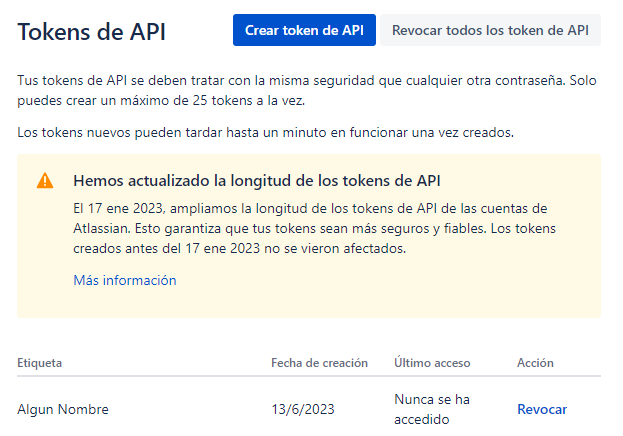 Tokens de API
Crear token de API
Revocar todos los token de API
Tus tokens de API se deben tratar con la misma seguridad que cualquier otra contraseña. Solo
puedes crear un máximo de 25 tokens a la vez.
Los tokens nuevos pueden tardar hasta un minuto en funcionar una vez creados.
Hemos actualizado la longitud de los tokens de API
El 17 ene 2023, ampliamos la longitud de los tokens de API de las cuentas de
Atlassian. Esto garantiza que tus tokens sean más seguros y fiables. Los tokens
creados antes del 17 ene 2023 no se vieron afectados.
Más información
Etiqueta Fecha de creación Último acceso Acción
Algun Nombre 13/6/2023 Nunca se ha
accedido Revocar